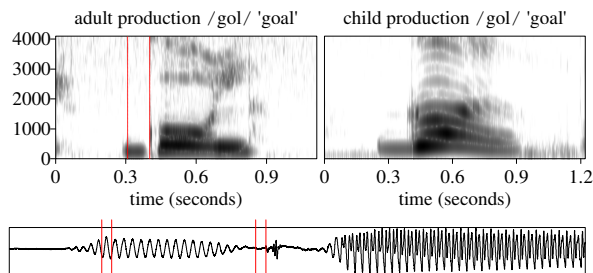 adult production /gol/ 'goal' child production /gol/ 'goal'
4000
3000
2000
1000
0
0 0.3 0.6 0.9 0 0.3 0.6 0.9 1.2
time (seconds) time (seconds)